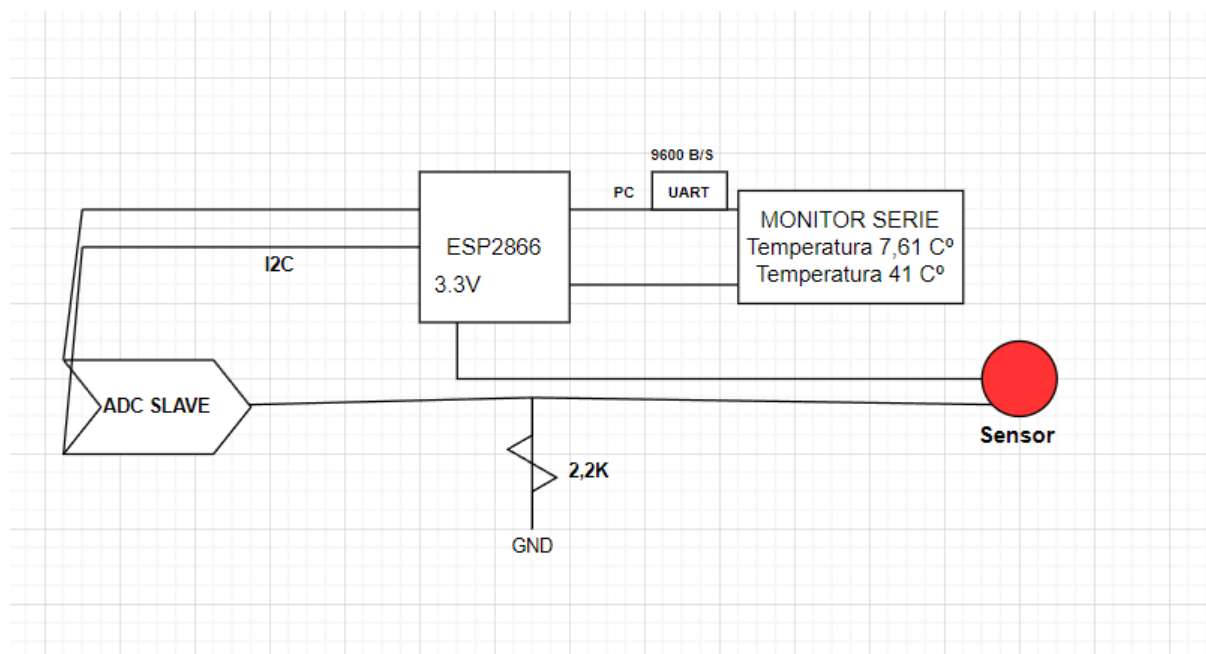 9600 B/S
PC
UART
MONITOR SERIE
Temperatura 7,61 Cº
Temperatura 41 Cº
ESP2866
3.3V
I2C
ADC SLAVE
Sensor
2,2K
GND